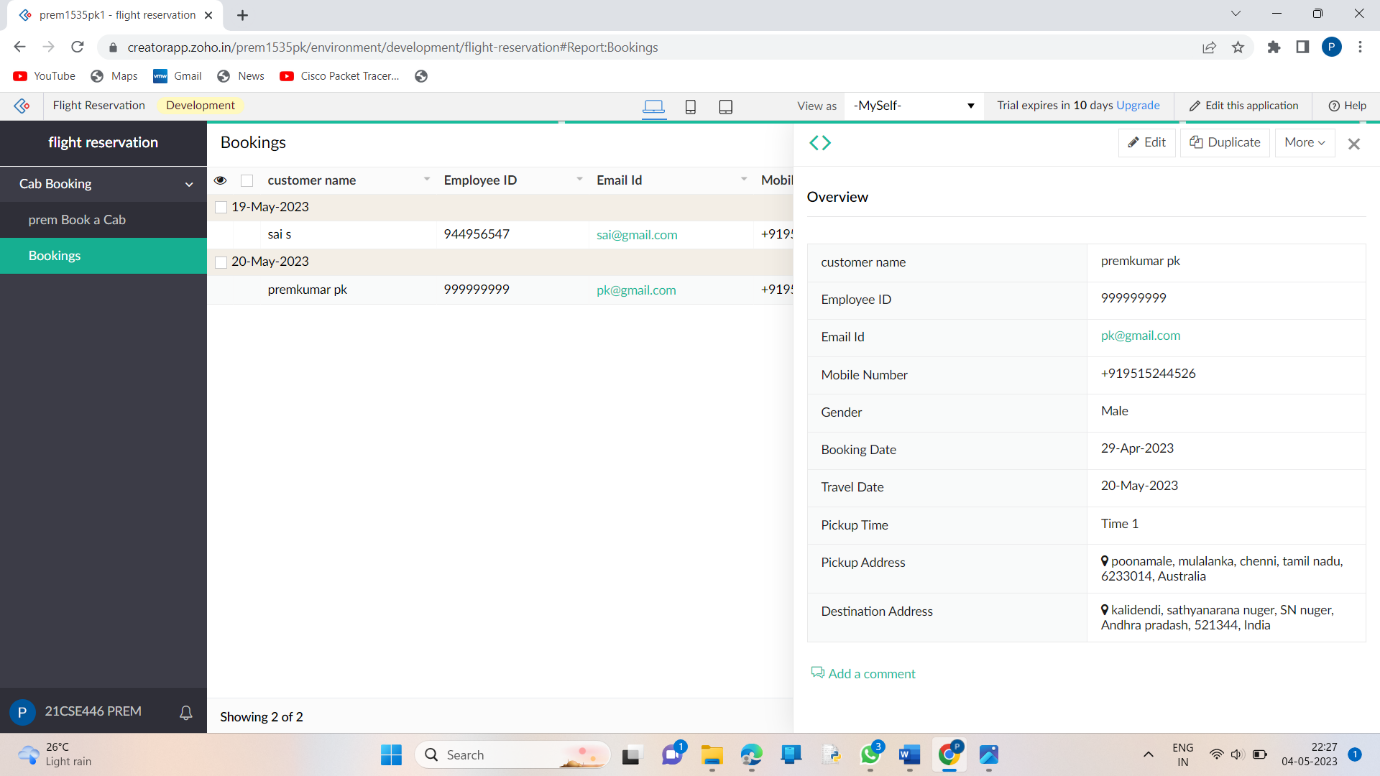 prem1535pk1 - flight reservation
creatorapp.zoho.in/prem1535pk/environment/development/flight-reservation#Report:Bookings
P
YouTube Maps Gmail News Cisco Packet Tracer...
Flight Reservation Development View as -MySelf- Trial expires in 10 days Upgrade Edit this application Help
flight reservation
Cab Booking
prem Book a Cab
Bookings
21CSE446 PREM
P
Bookings
customer name Employee ID Email Id Mobil
19-May-2023
sai s 944956547 sai@gmail.com +919
20-May-2023
premkumar pk 999999999 pk@gmail.com +919
Showing 2 of 2
Edit Duplicate More
Overview
customer name premkumar pk
Employee ID 999999999
Email Id pk@gmail.com
Mobile Number +919515244526
Gender Male
Booking Date 29-Apr-2023
Travel Date 20-May-2023
Pickup Time Time 1
Pickup Address poonamale, mulalanka, chenni, tamil nadu,
6233014, Australia
Destination Address kalidendi, sathyanarana nuger, SN nuger,
Andhra pradash, 521344, India
Add a comment
26°C
Light rain
Search
1
P
3
ENG
IN
22:27
04-05-2023
1